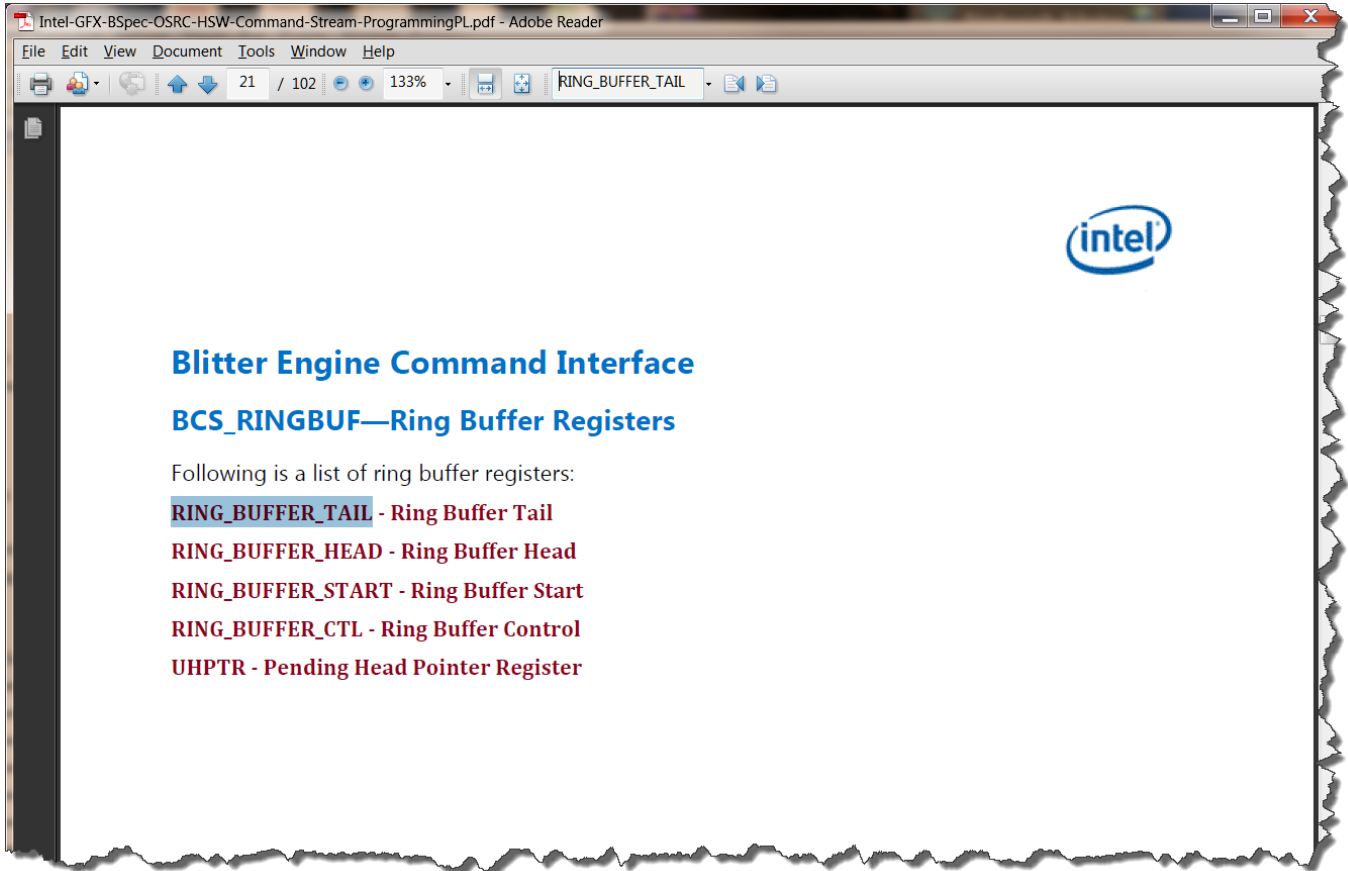 Intel-GFX-BSpec-OSRC-HSW-Command-Stream-ProgrammingPL.pdf - Adobe Reader
File Edit View Document Tools Window Help
21 / 102 133% RING_BUFFER_TAIL
intel
Blitter Engine Command Interface
BCS_RINGBUF—Ring Buffer Registers
Following is a list of ring buffer registers:
RING_BUFFER_TAIL - Ring Buffer Tail
RING_BUFFER_HEAD - Ring Buffer Head
RING_BUFFER_START - Ring Buffer Start
RING_BUFFER_CTL - Ring Buffer Control
UHPTR - Pending Head Pointer Register